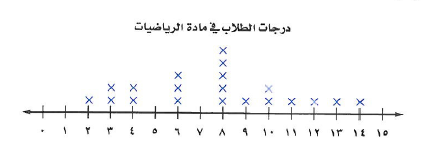 درجات الطلاب في مادة الرياضيات
٠ ١ ٢ ٣ ٤ ٥ ٦ ٧ ٨ ٩ ١٠ ١١ ١٢ ١٣ ١٤ ١٥